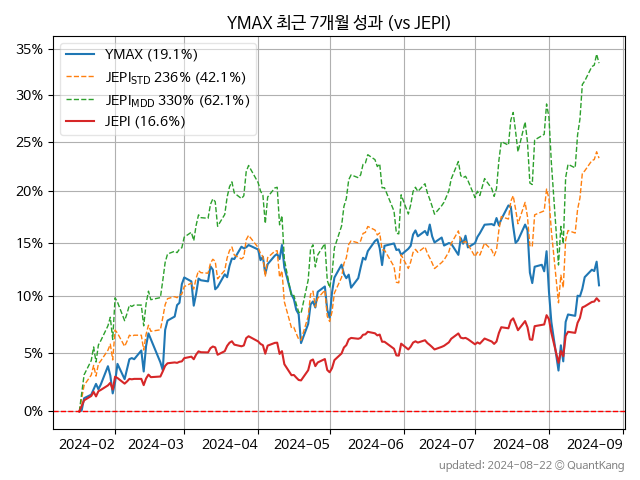 YMAX 최근 7개월 성과 (vs JEPI)
YMAX (19.1%)
JEPI_STD 236% (42.1%)
JEPI_MDD 330% (62.1%)
JEPI (16.6%)
35%
30%
25%
20%
15%
10%
5%
0%
2024-02 2024-03 2024-04 2024-05 2024-06 2024-07 2024-08 2024-09
updated: 2024-08-22 © QuantKang